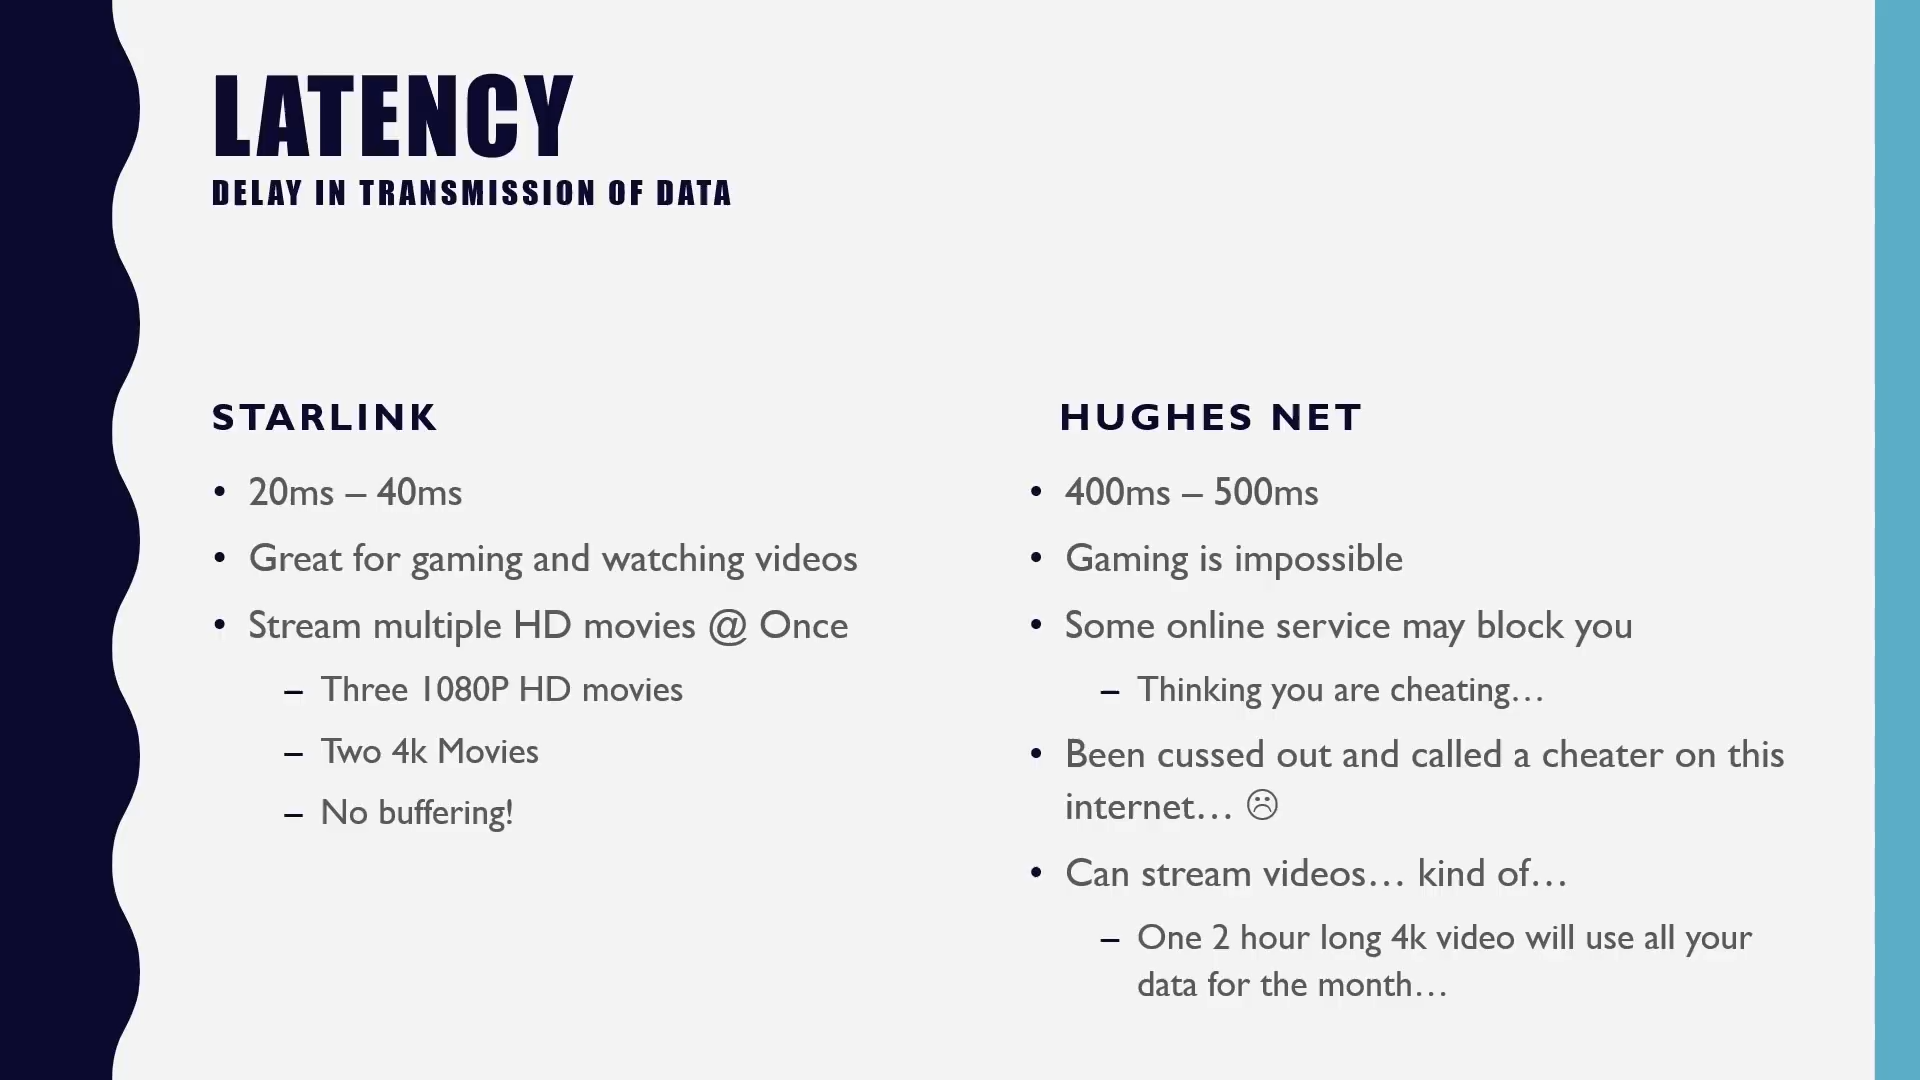 LATENCY
DELAY IN TRANSMISSION OF DATA
STARLINK
• 20ms – 40ms
• Great for gaming and watching videos
• Stream multiple HD movies @ Once
– Three 1080P HD movies
– Two 4k Movies
– No buffering!
HUGHES NET
• 400ms – 500ms
• Gaming is impossible
• Some online service may block you
– Thinking you are cheating…
• Been cussed out and called a cheater on this
internet… ☹
• Can stream videos… kind of…
– One 2 hour long 4k video will use all your
data for the month…